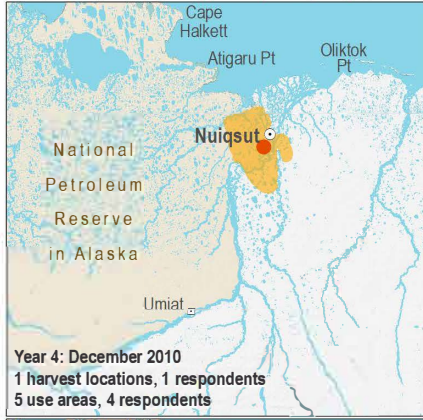 Cape
Halkett
Atigaru Pt
Oliktok
Pt
Nuiqsut
National
Petroleum
Reserve
in Alaska
Umiat
Year 4: December 2010
1 harvest locations, 1 respondents
5 use areas, 4 respondents